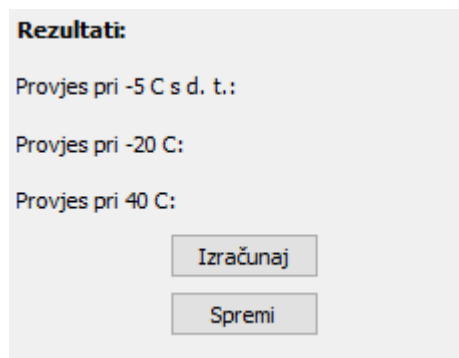 Rezultati:
Provjes pri -5 C s d. t.:
Provjes pri -20 C:
Provjes pri 40 C:
Izračunaj
Spremi